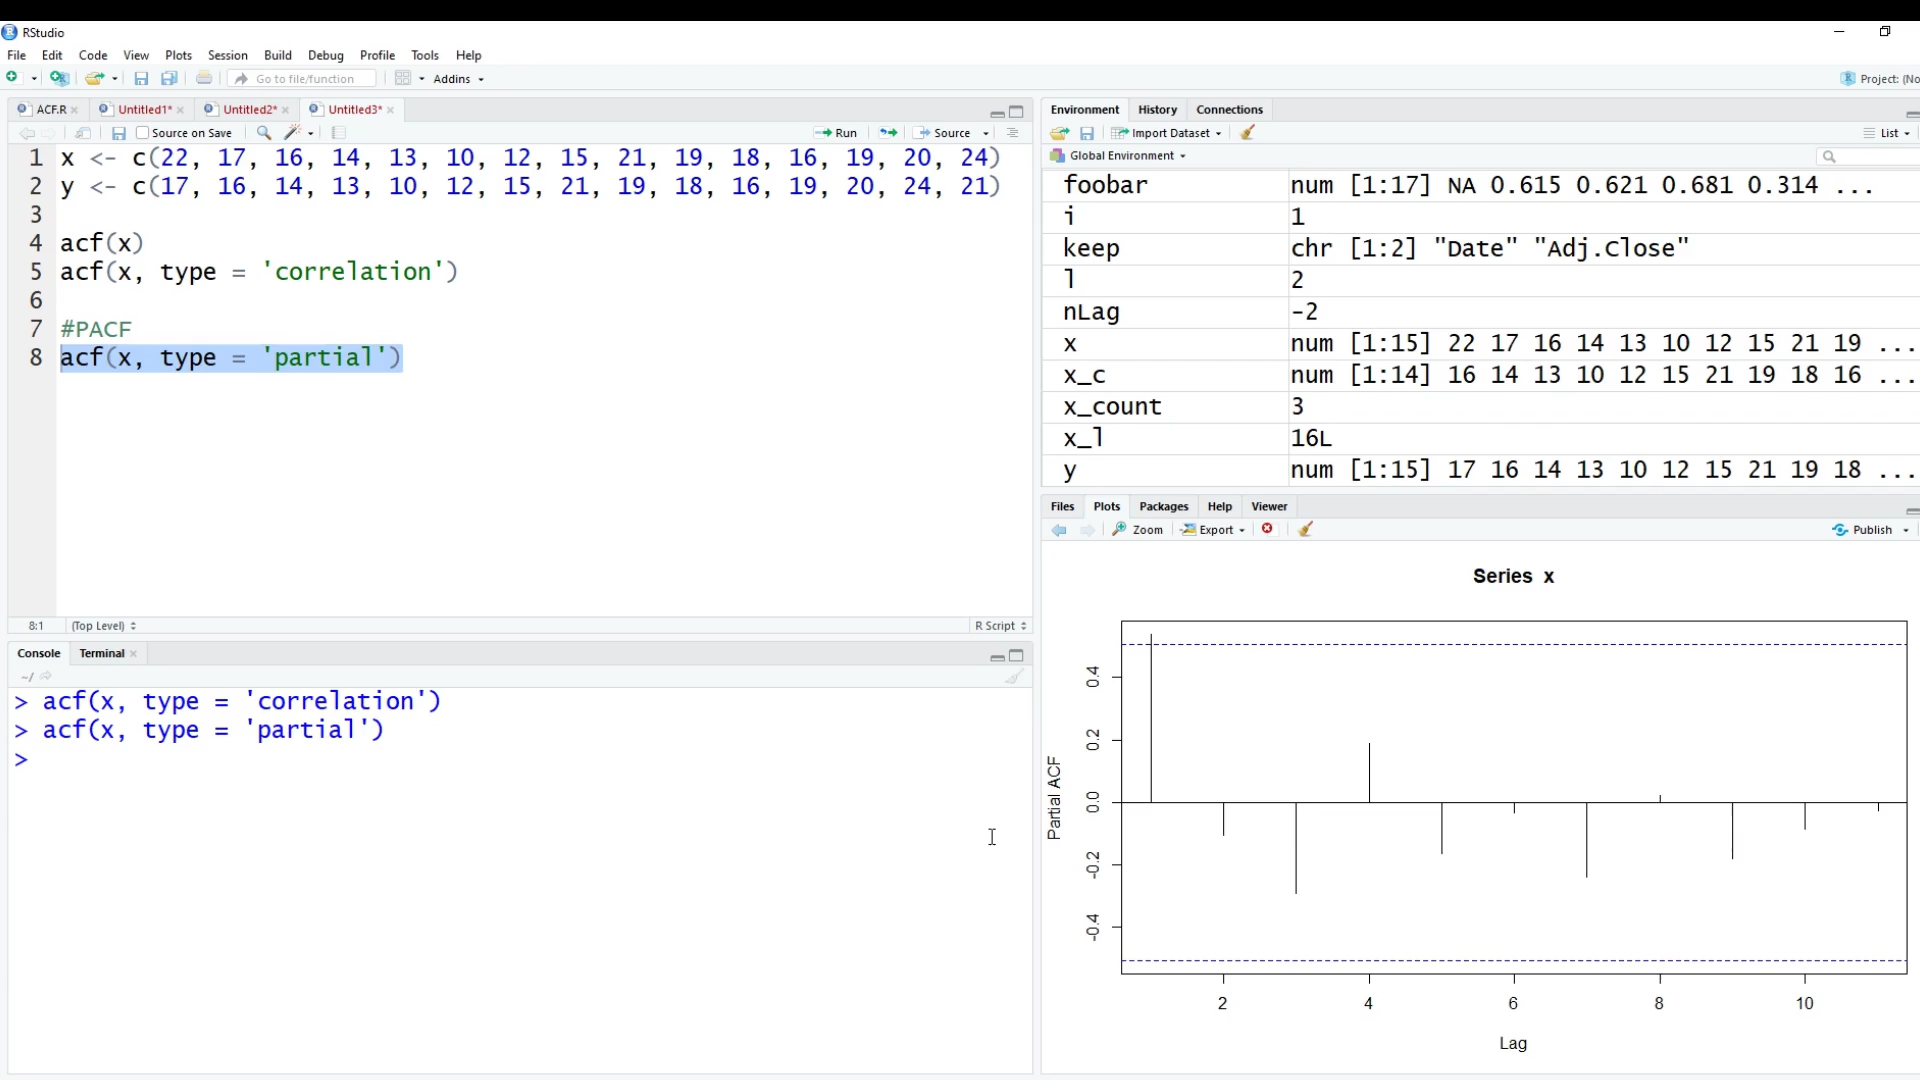 RStudio
File Edit Code View Plots Session Build Debug Profile Tools Help
Go to file/function Addins Project: (No
ACF.R Untitled1* Untitled2* Untitled3*
Source on Save Run Source
1 x <- c(22, 17, 16, 14, 13, 10, 12, 15, 21, 19, 18, 16, 19, 20, 24)
2 y <- c(17, 16, 14, 13, 10, 12, 15, 21, 19, 18, 16, 19, 20, 24, 21)
3
4 acf(x)
5 acf(x, type = 'correlation')
6
7 #PACF
8 acf(x, type = 'partial')
8:1 (Top Level) R Script
Console Terminal
~/
> acf(x, type = 'correlation')
> acf(x, type = 'partial')
>
Environment History Connections
Import Dataset List
Global Environment
foobar num [1:17] NA 0.615 0.621 0.681 0.314 ...
i 1
keep chr [1:2] "Date" "Adj.Close"
l 2
nLag -2
x num [1:15] 22 17 16 14 13 10 12 15 21 19 ...
x_c num [1:14] 16 14 13 10 12 15 21 19 18 16 ...
x_count 3
x_l 16L
y num [1:15] 17 16 14 13 10 12 15 21 19 18 ...
Files Plots Packages Help Viewer
Zoom Export Publish
Series x
Partial ACF
0.4
0.2
0.0
-0.2
-0.4
2 4 6 8 10
Lag